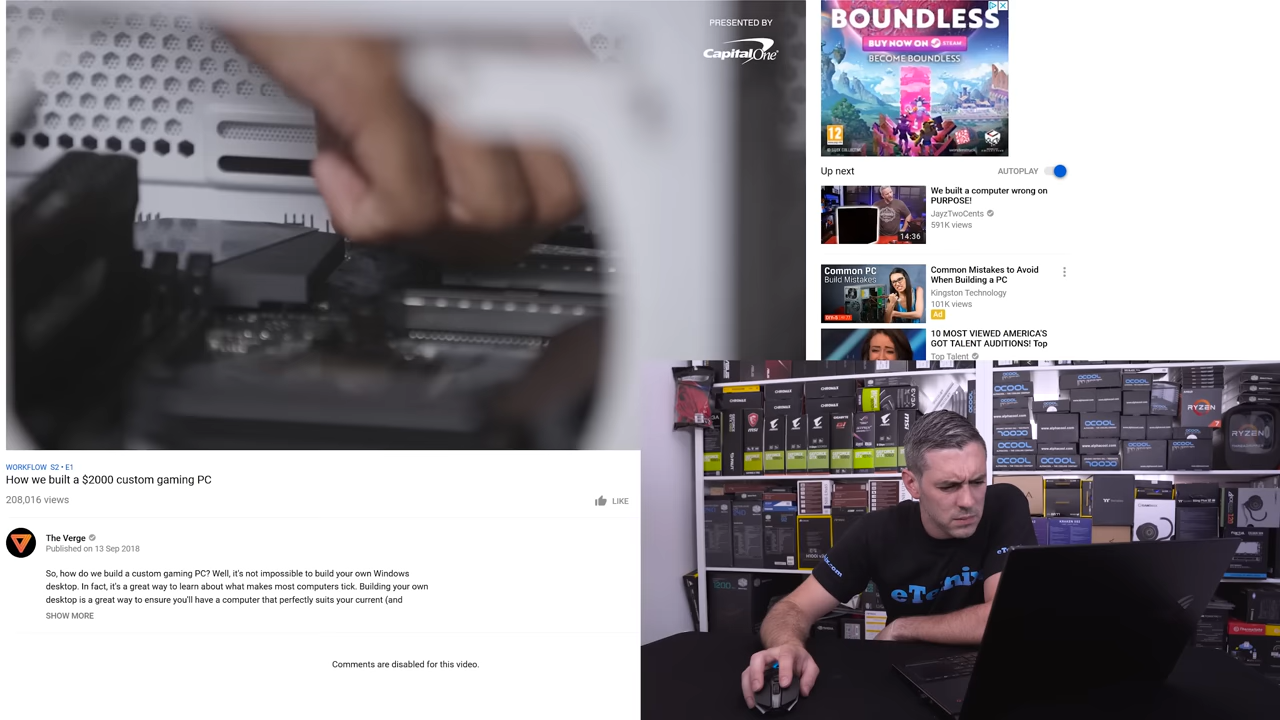 PRESENTED BY
Capital One
BOUNDLESS
BUY NOW ON STEAM
BECOME BOUNDLESS
12
Up next
AUTOPLAY
We built a computer wrong on
PURPOSE!
JayzTwoCents
591K views
14:36
Common PC
Build Mistakes
Common Mistakes to Avoid
When Building a PC
Kingston Technology
101K views
Ad
10 MOST VIEWED AMERICA'S
GOT TALENT AUDITIONS! Top
Top Talent
WORKFLOW S2 • E1
How we built a $2000 custom gaming PC
208,016 views
LIKE
The Verge
Published on 13 Sep 2018
So, how do we build a custom gaming PC? Well, it's not impossible to build your own Windows
desktop. In fact, it's a great way to learn about what makes most computers tick. Building your own
desktop is a great way to ensure you'll have a computer that perfectly suits your current (and
SHOW MORE
Comments are disabled for this video.
RYZEN
RYZEN
eTeknix